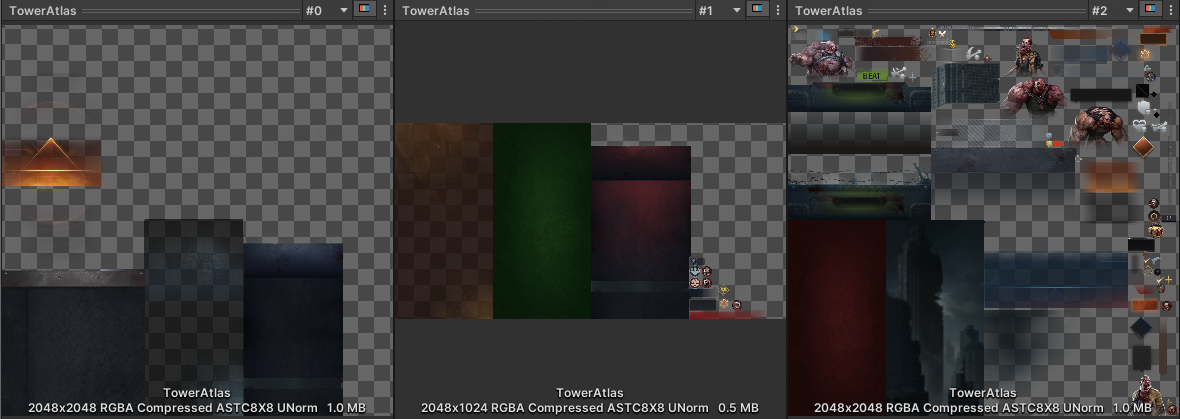 TowerAtlas #0
TowerAtlas #1
TowerAtlas #2
BEAT
TowerAtlas
2048x2048 RGBA Compressed ASTC8X8 UNorm 1.0 MB
TowerAtlas
2048x1024 RGBA Compressed ASTC8X8 UNorm 0.5 MB
TowerAtlas
2048x2048 RGBA Compressed ASTC8X8 UNorm 1.0 MB